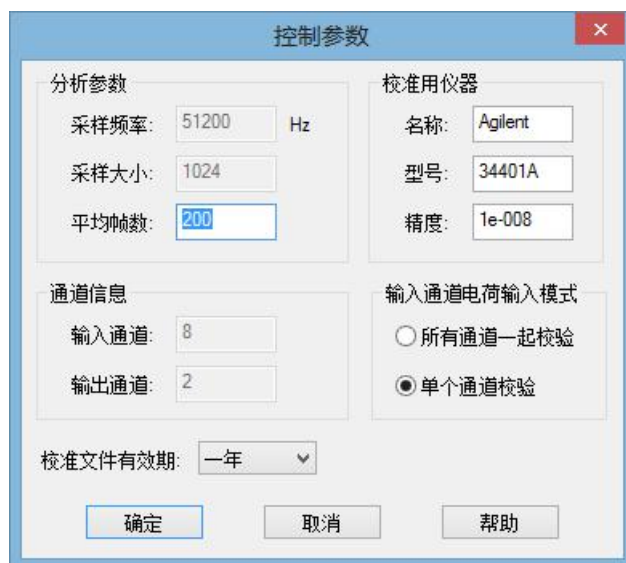 控制参数
分析参数
采样频率: 51200 Hz
采样大小: 1024
平均帧数: 200
校准用仪器
名称: Agilent
型号: 34401A
精度: 1e-008
通道信息
输入通道: 8
输出通道: 2
输入通道电荷输入模式
所有通道一起校验
单个通道校验
校准文件有效期: 一年
确定 取消 帮助